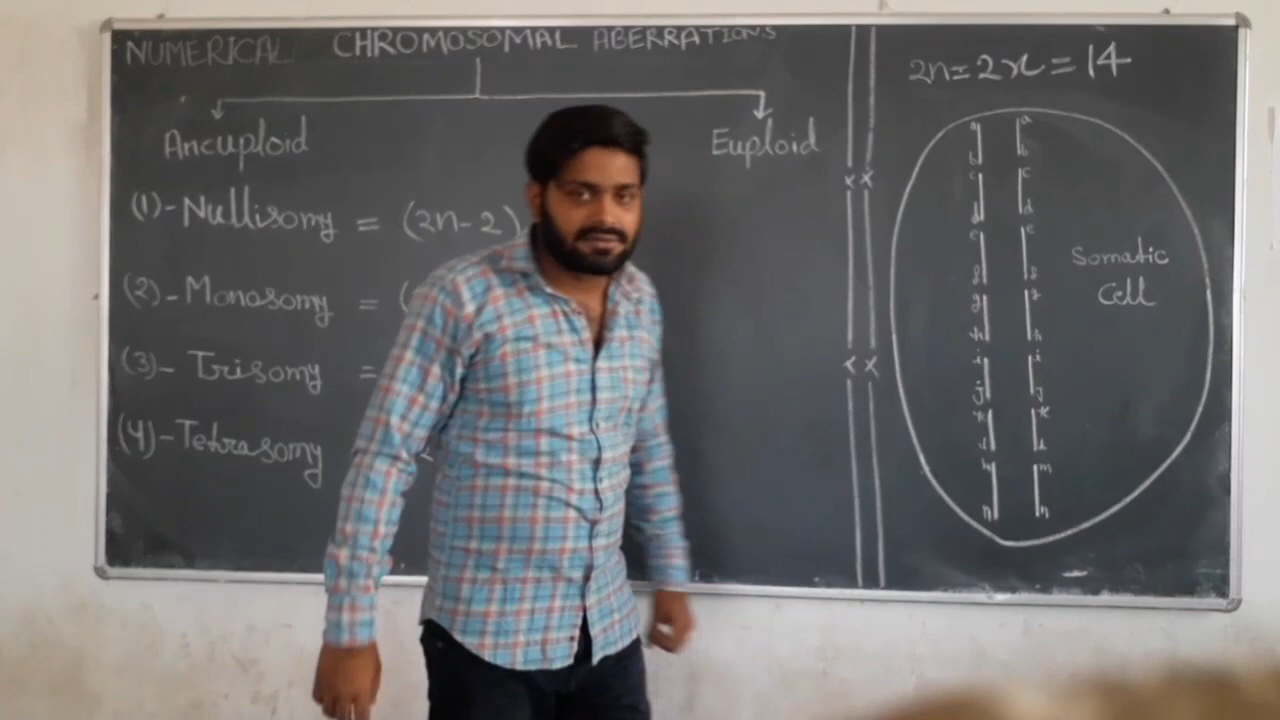 NUMERICAL CHROMOSOMAL ABERRATIONS
Aneuploid
Euploid
(1)-Nullisomy = (2n-2)
(2)-Monosomy = (
(3)- Trisomy =
(4)-Tetrasomy
2n=2x=14
a a
b b
c c
d d
e e
g g
h h
i i
j j
k k
m
n n
Somatic
Cell